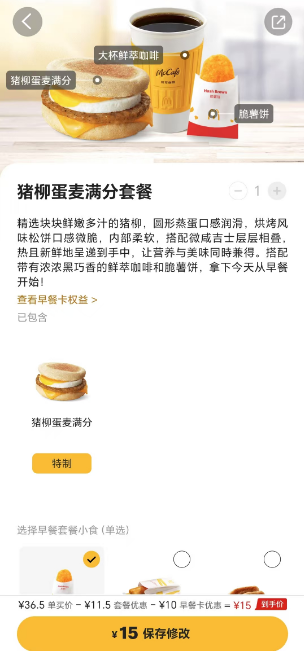 大杯鲜萃咖啡
McCafé
猪柳蛋麦满分
Hash Brown
脆薯饼
猪柳蛋麦满分套餐
1
精选块块鲜嫩多汁的猪柳，圆形蒸蛋口感润滑，烘烤风
味松饼口感微脆，内部柔软，搭配微咸吉士层层相叠，
热且新鲜地呈递到手中，让营养与美味同時兼得。搭配
带有浓浓黑巧香的鲜萃咖啡和脆薯饼，拿下今天从早餐
开始！
查看早餐卡权益 >
已包含
猪柳蛋麦满分
特制
选择早餐套餐小食 (单选)
¥36.5 单买价 − ¥11.5 套餐优惠 − ¥10 早餐卡优惠 = ¥15 到手价
¥15 保存修改